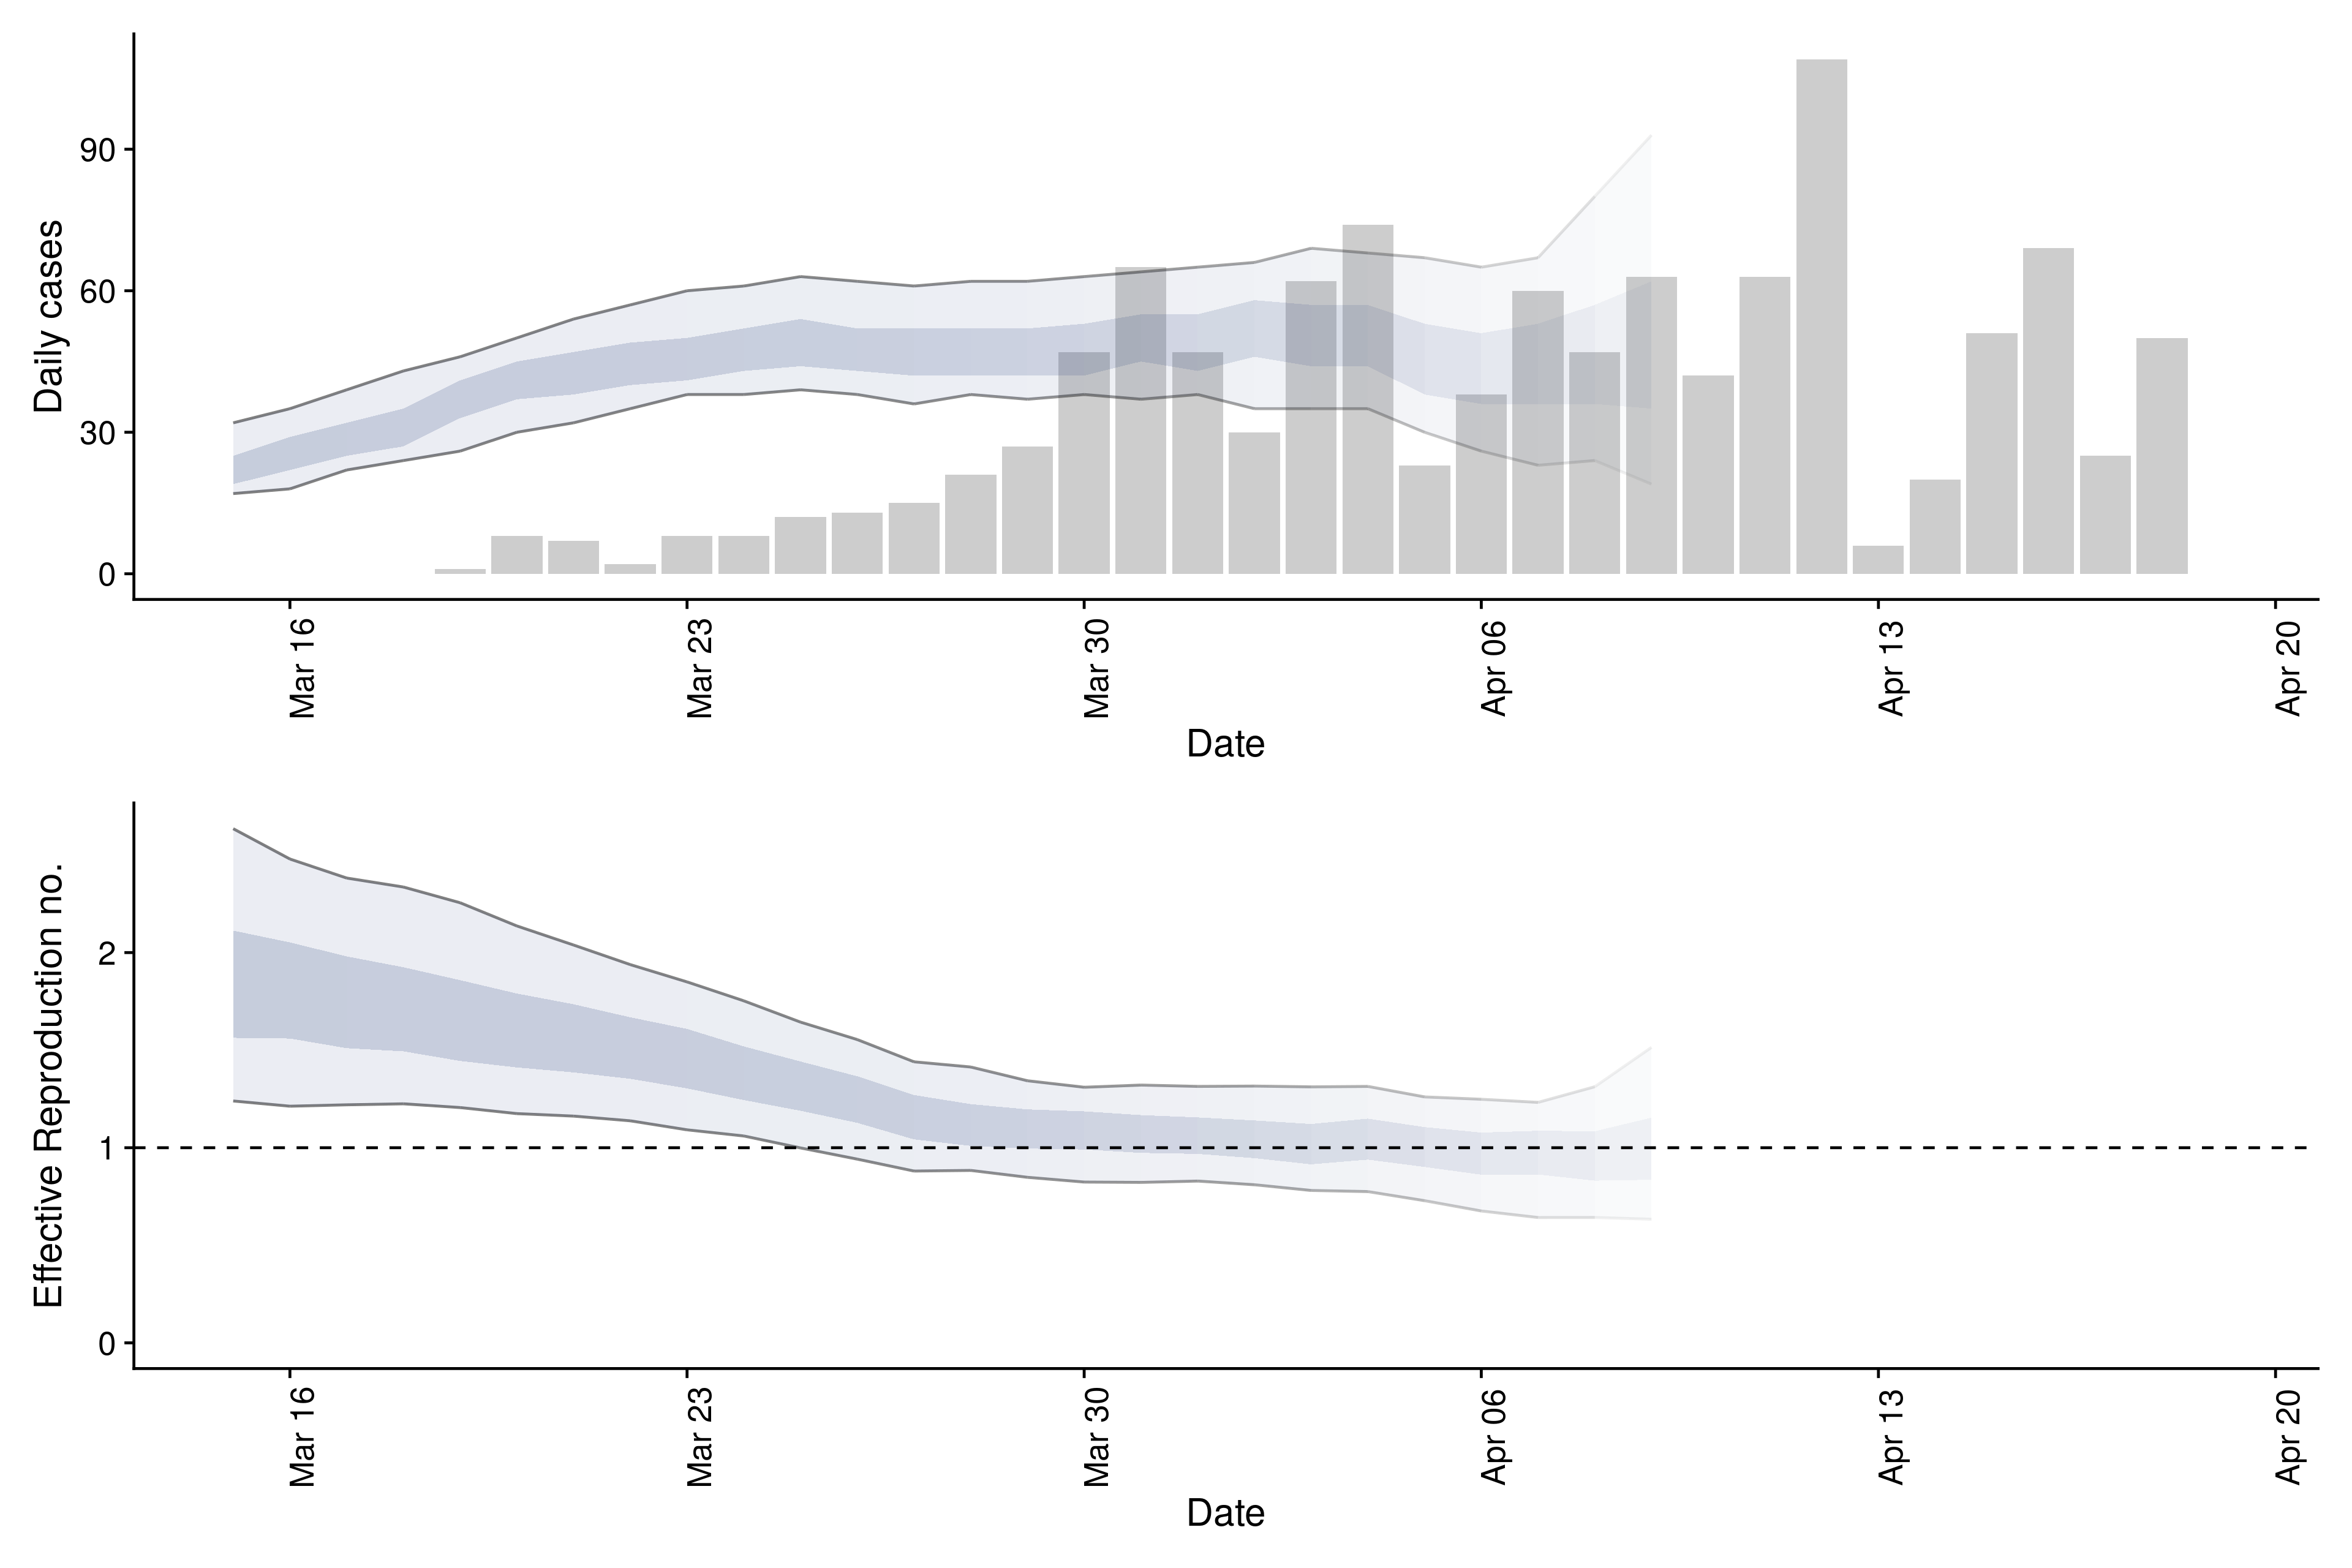 Daily cases
90
60
30
0
Mar 16
Mar 23
Mar 30
Apr 06
Apr 13
Apr 20
Date
Effective Reproduction no.
2
1
0
Mar 16
Mar 23
Mar 30
Apr 06
Apr 13
Apr 20
Date